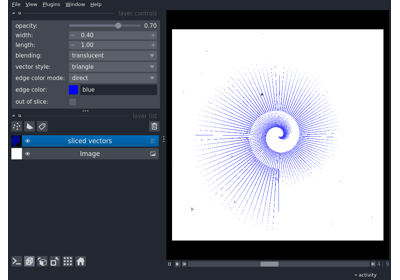 File View Plugins Window Help
layer controls
opacity: 0.70
width: 0.40
length: 1.00
blending: translucent
vector style: triangle
edge color mode: direct
edge color: blue
out of slice:
layer list
sliced vectors
Image
activity